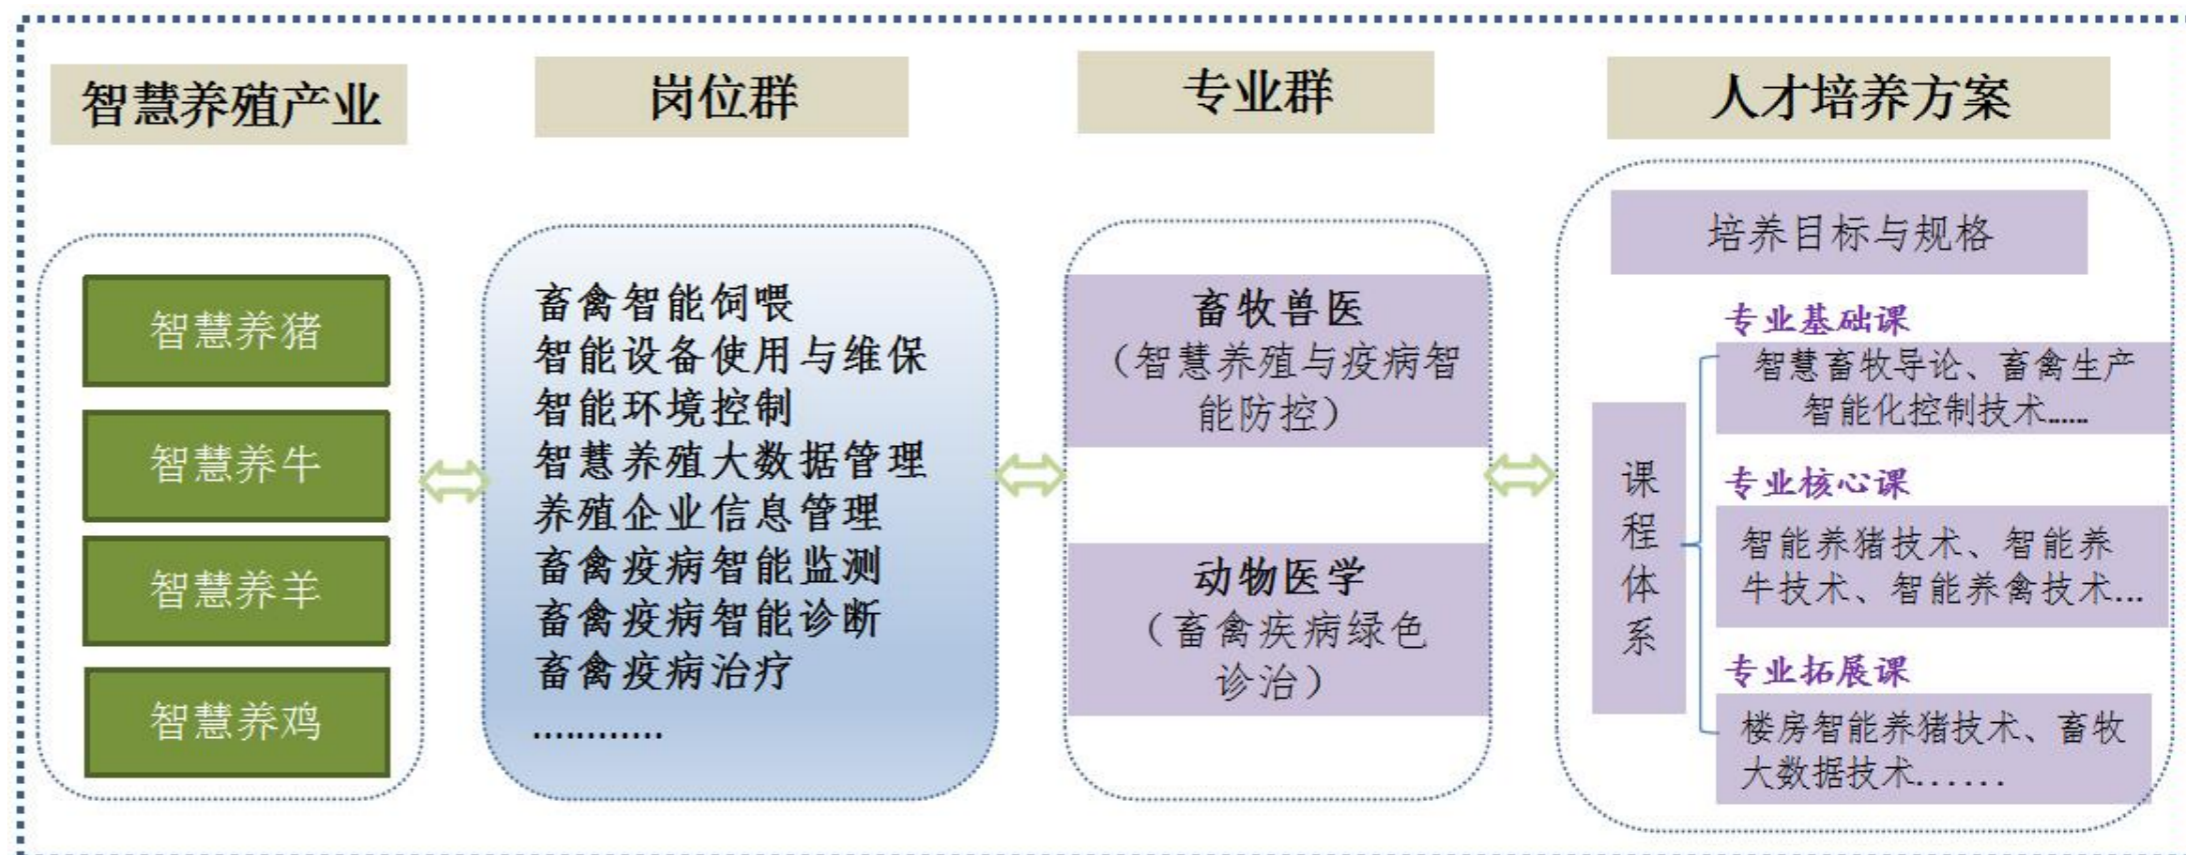 智慧养殖产业
岗位群
专业群
人才培养方案
智慧养猪
智慧养牛
智慧养羊
智慧养鸡
畜禽智能饲喂
智能设备使用与维保
智能环境控制
智慧养殖大数据管理
养殖企业信息管理
畜禽疫病智能监测
畜禽疫病智能诊断
畜禽疫病治疗
…………
畜牧兽医
（智慧养殖与疫病智
能防控）
动物医学
（畜禽疾病绿色
诊治）
培养目标与规格
课程体系
专业基础课
智慧畜牧导论、畜禽生产
智能化控制技术……
专业核心课
智能养猪技术、智能养
牛技术、智能养禽技术…
专业拓展课
楼房智能养猪技术、畜牧
大数据技术......